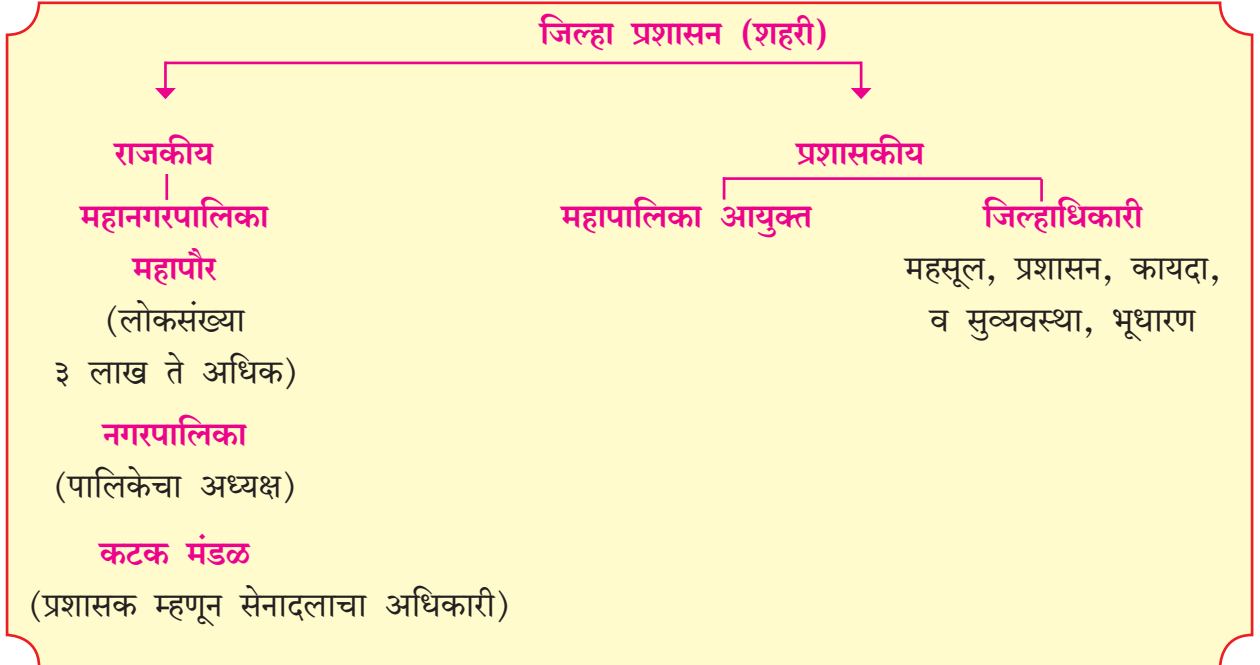 जिल्हा प्रशासन (शहरी)
राजकीय
प्रशासकीय
महानगरपालिका
महापालिका आयुक्त
जिल्हाधिकारी
महापौर
महसूल, प्रशासन, कायदा,
(लोकसंख्या
व सुव्यवस्था, भूधारण
३ लाख ते अधिक)
नगरपालिका
(पालिकेचा अध्यक्ष)
कटक मंडळ
(प्रशासक म्हणून सेनादलाचा अधिकारी)